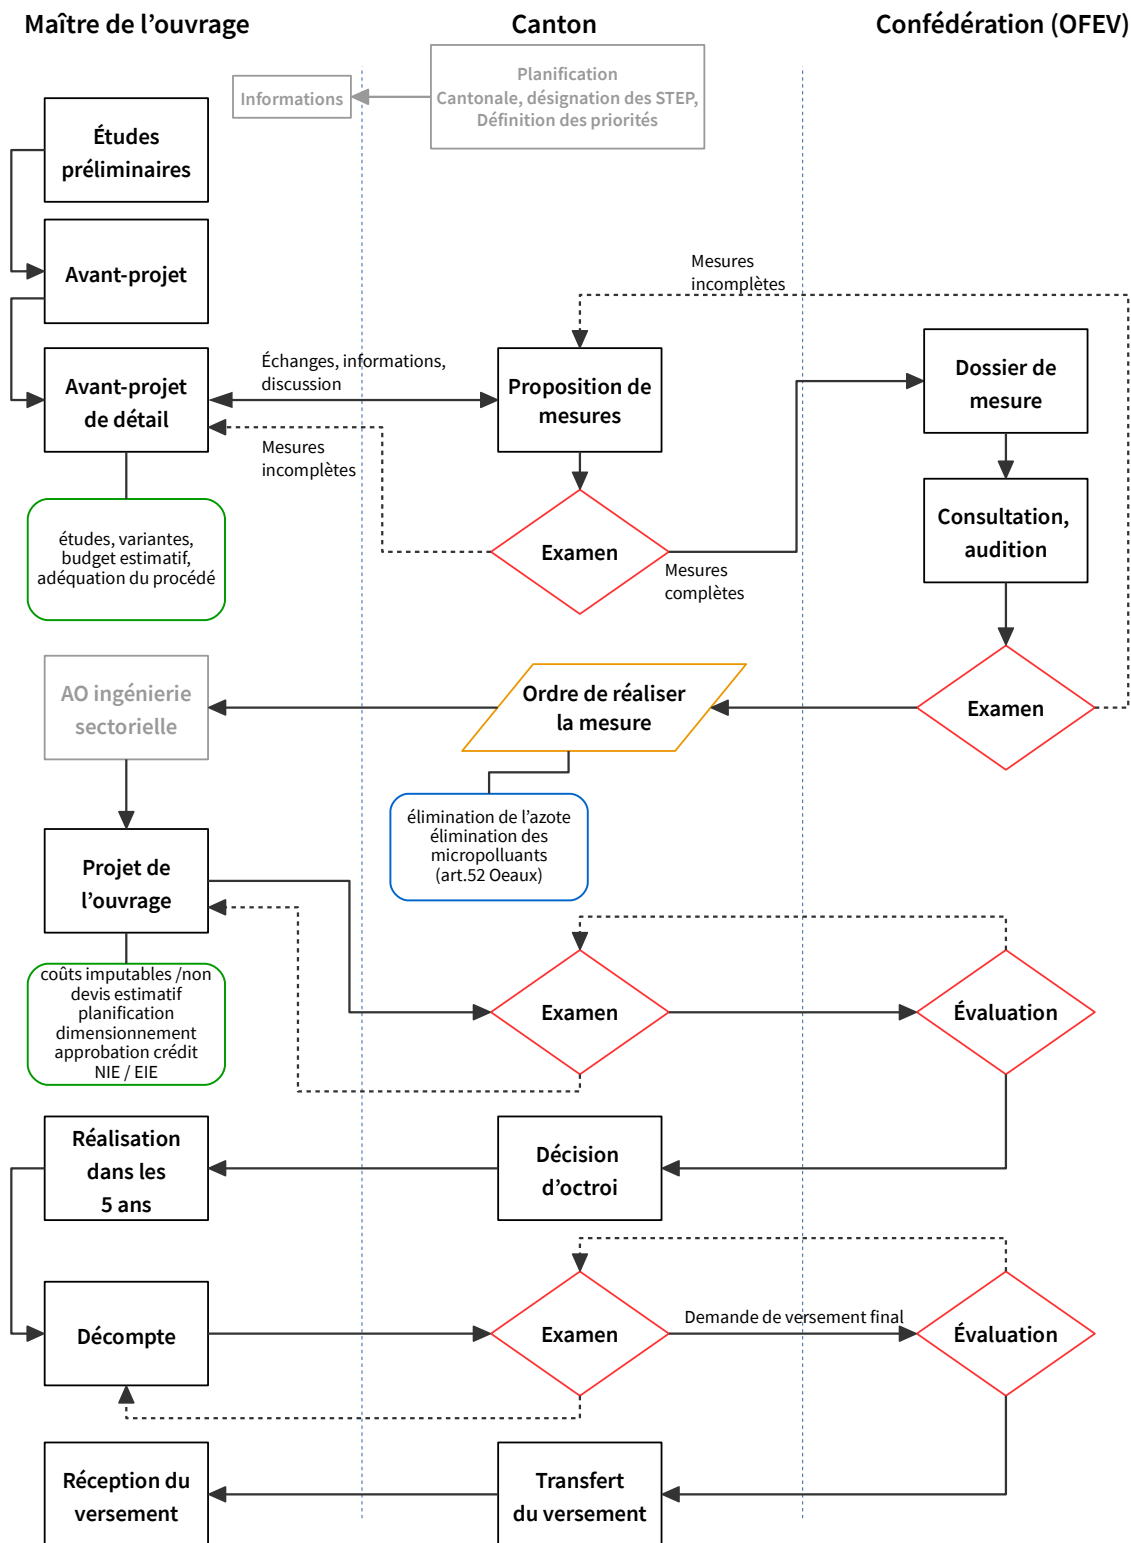 Maître de l'ouvrage
Canton
Confédération (OFEV)
Planification
Cantonale, désignation des STEP,
Définition des priorités
Informations
Études
préliminaires
Avant-projet
Mesures
incomplètes
Avant-projet
de détail
Échanges, informations,
discussion
Proposition de
mesures
Dossier de
mesure
Mesures
incomplètes
études, variantes,
budget estimatif,
adéquation du procédé
Examen
Mesures
complètes
Consultation,
audition
AO ingénierie
sectorielle
Ordre de réaliser
la mesure
Examen
élimination de l'azote
élimination des
micropolluants
(art.52 Oeaux)
Projet de
l'ouvrage
coûts imputables /non
devis estimatif
planification
dimensionnement
approbation crédit
NIE / EIE
Examen
Évaluation
Réalisation
dans les
5 ans
Décision
d'octroi
Décompte
Examen
Demande de versement final
Évaluation
Réception du
versement
Transfert
du versement